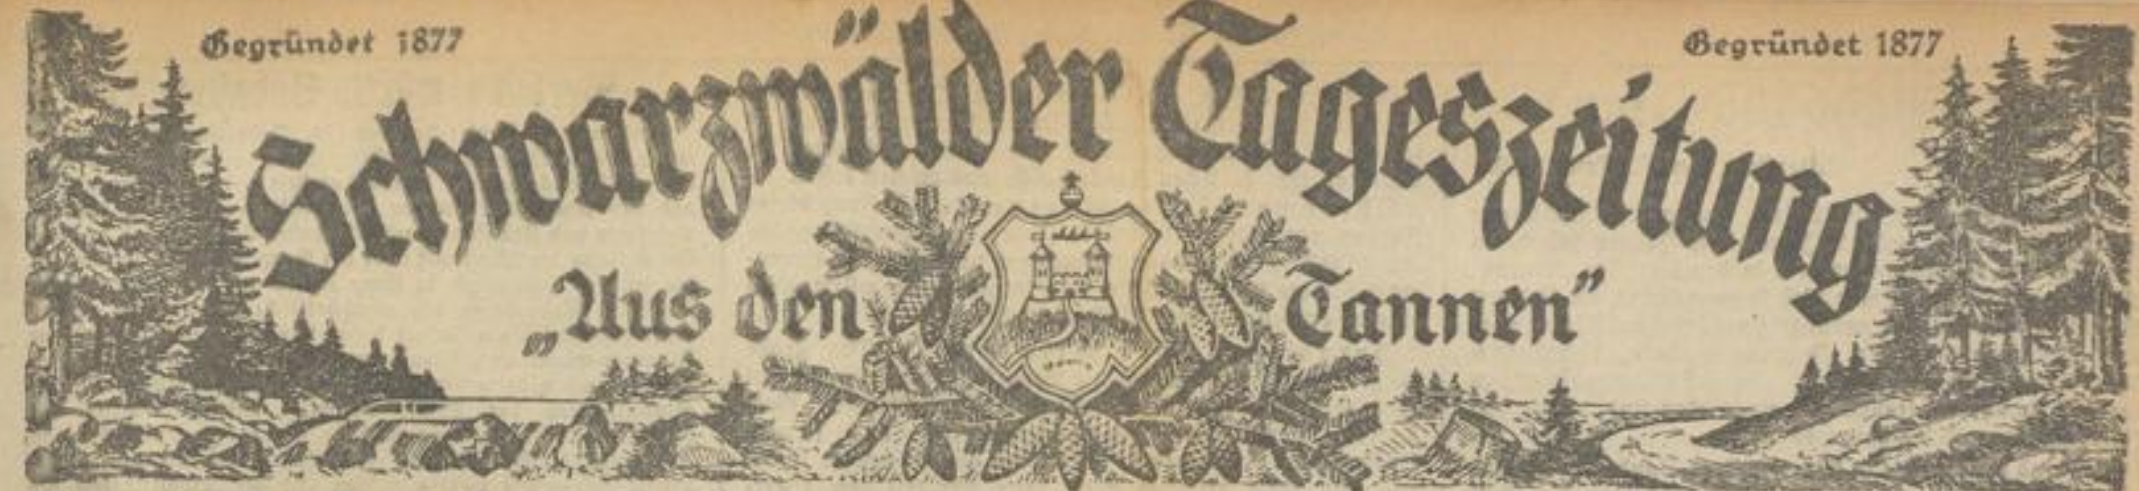 Gegründet 1877
Gegründet 1877
Schwarzwälder Tageszeitung
„Aus den Tannen"